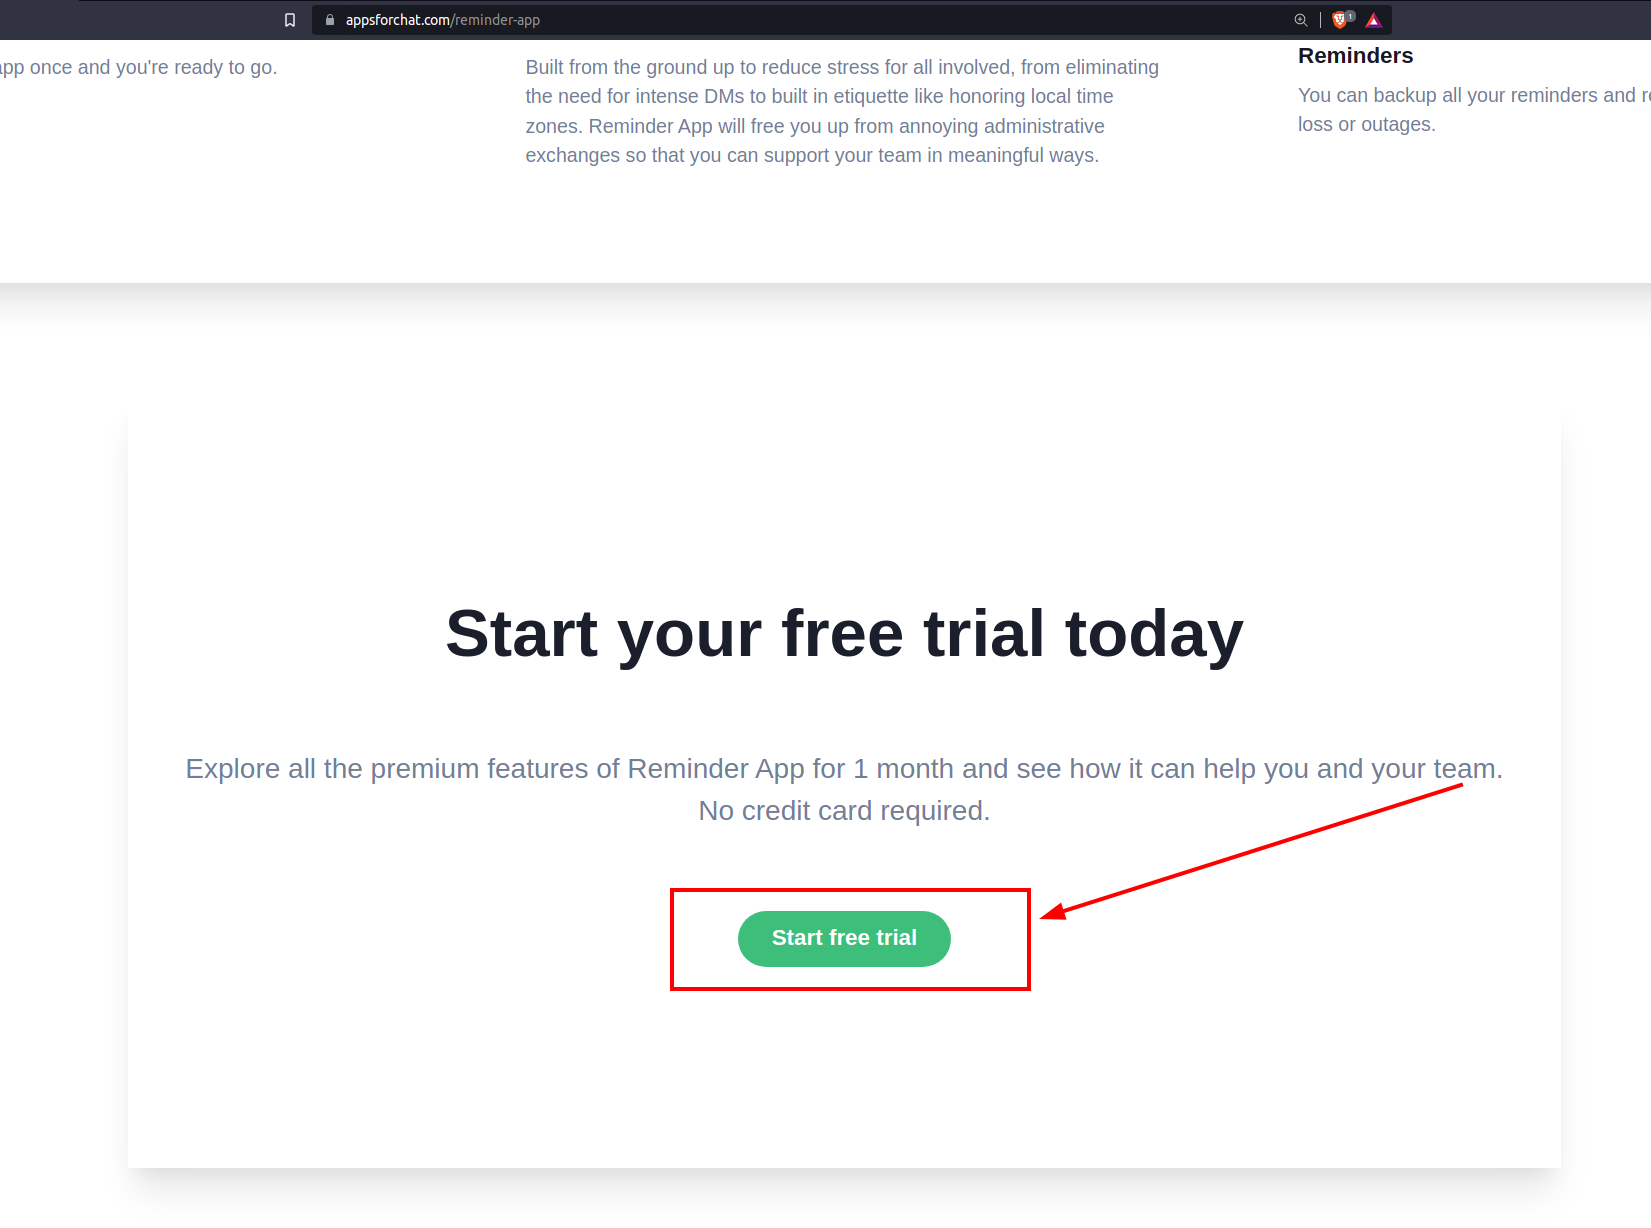 appsforchat.com/reminder-app
1
app once and you're ready to go.
Built from the ground up to reduce stress for all involved, from eliminating
the need for intense DMs to built in etiquette like honoring local time
zones. Reminder App will free you up from annoying administrative
exchanges so that you can support your team in meaningful ways.
Reminders
You can backup all your reminders and
loss or outages.
Start your free trial today
Explore all the premium features of Reminder App for 1 month and see how it can help you and your team.
No credit card required.
Start free trial